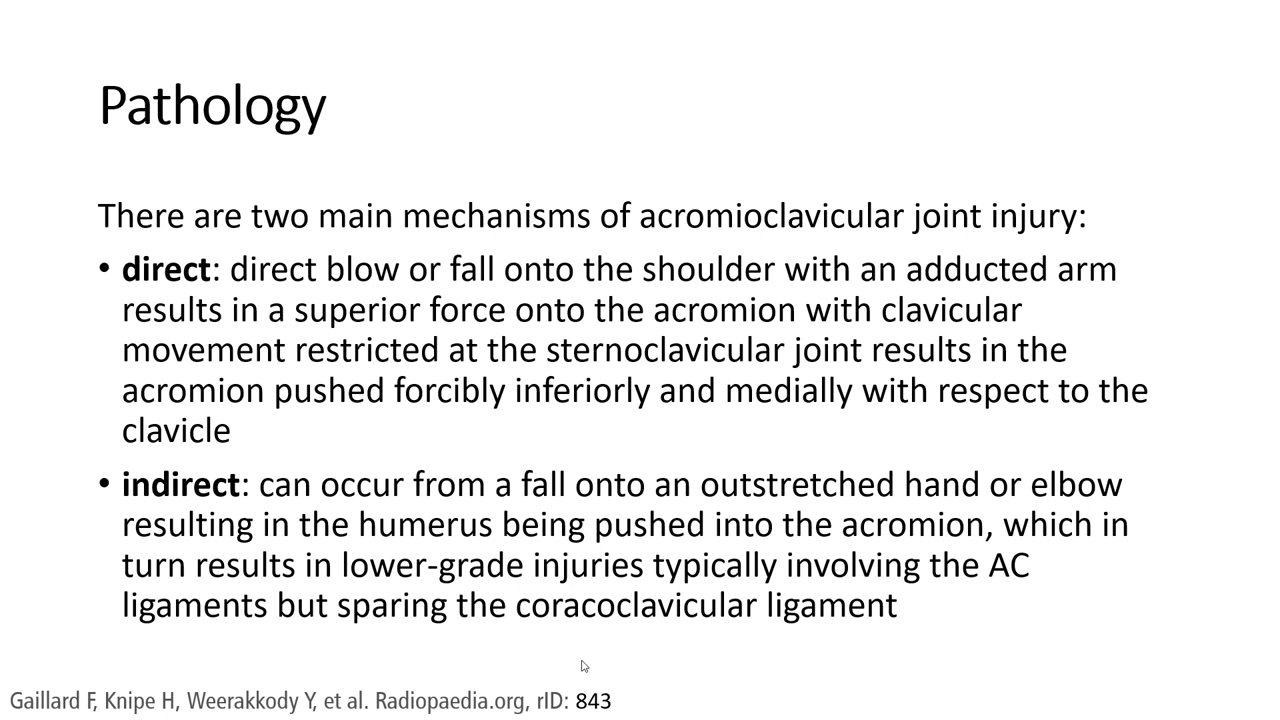 Pathology
There are two main mechanisms of acromioclavicular joint injury:
• direct: direct blow or fall onto the shoulder with an adducted arm
results in a superior force onto the acromion with clavicular
movement restricted at the sternoclavicular joint results in the
acromion pushed forcibly inferiorly and medially with respect to the
clavicle
• indirect: can occur from a fall onto an outstretched hand or elbow
resulting in the humerus being pushed into the acromion, which in
turn results in lower-grade injuries typically involving the AC
ligaments but sparing the coracoclavicular ligament
Gaillard F, Knipe H, Weerakkody Y, et al. Radiopaedia.org, rID: 843